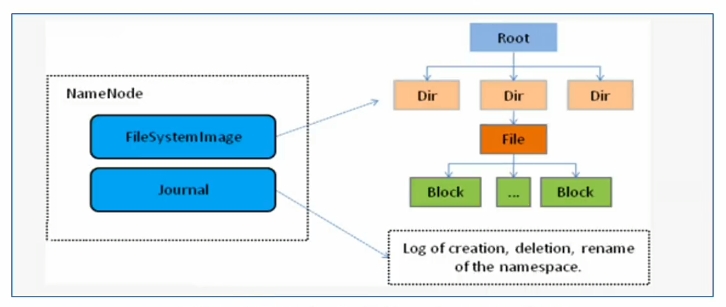 Root
NameNode
Dir
Dir
Dir
FileSystemImage
File
Journal
Block
...
Block
Log of creation, deletion, rename
of the namespace.